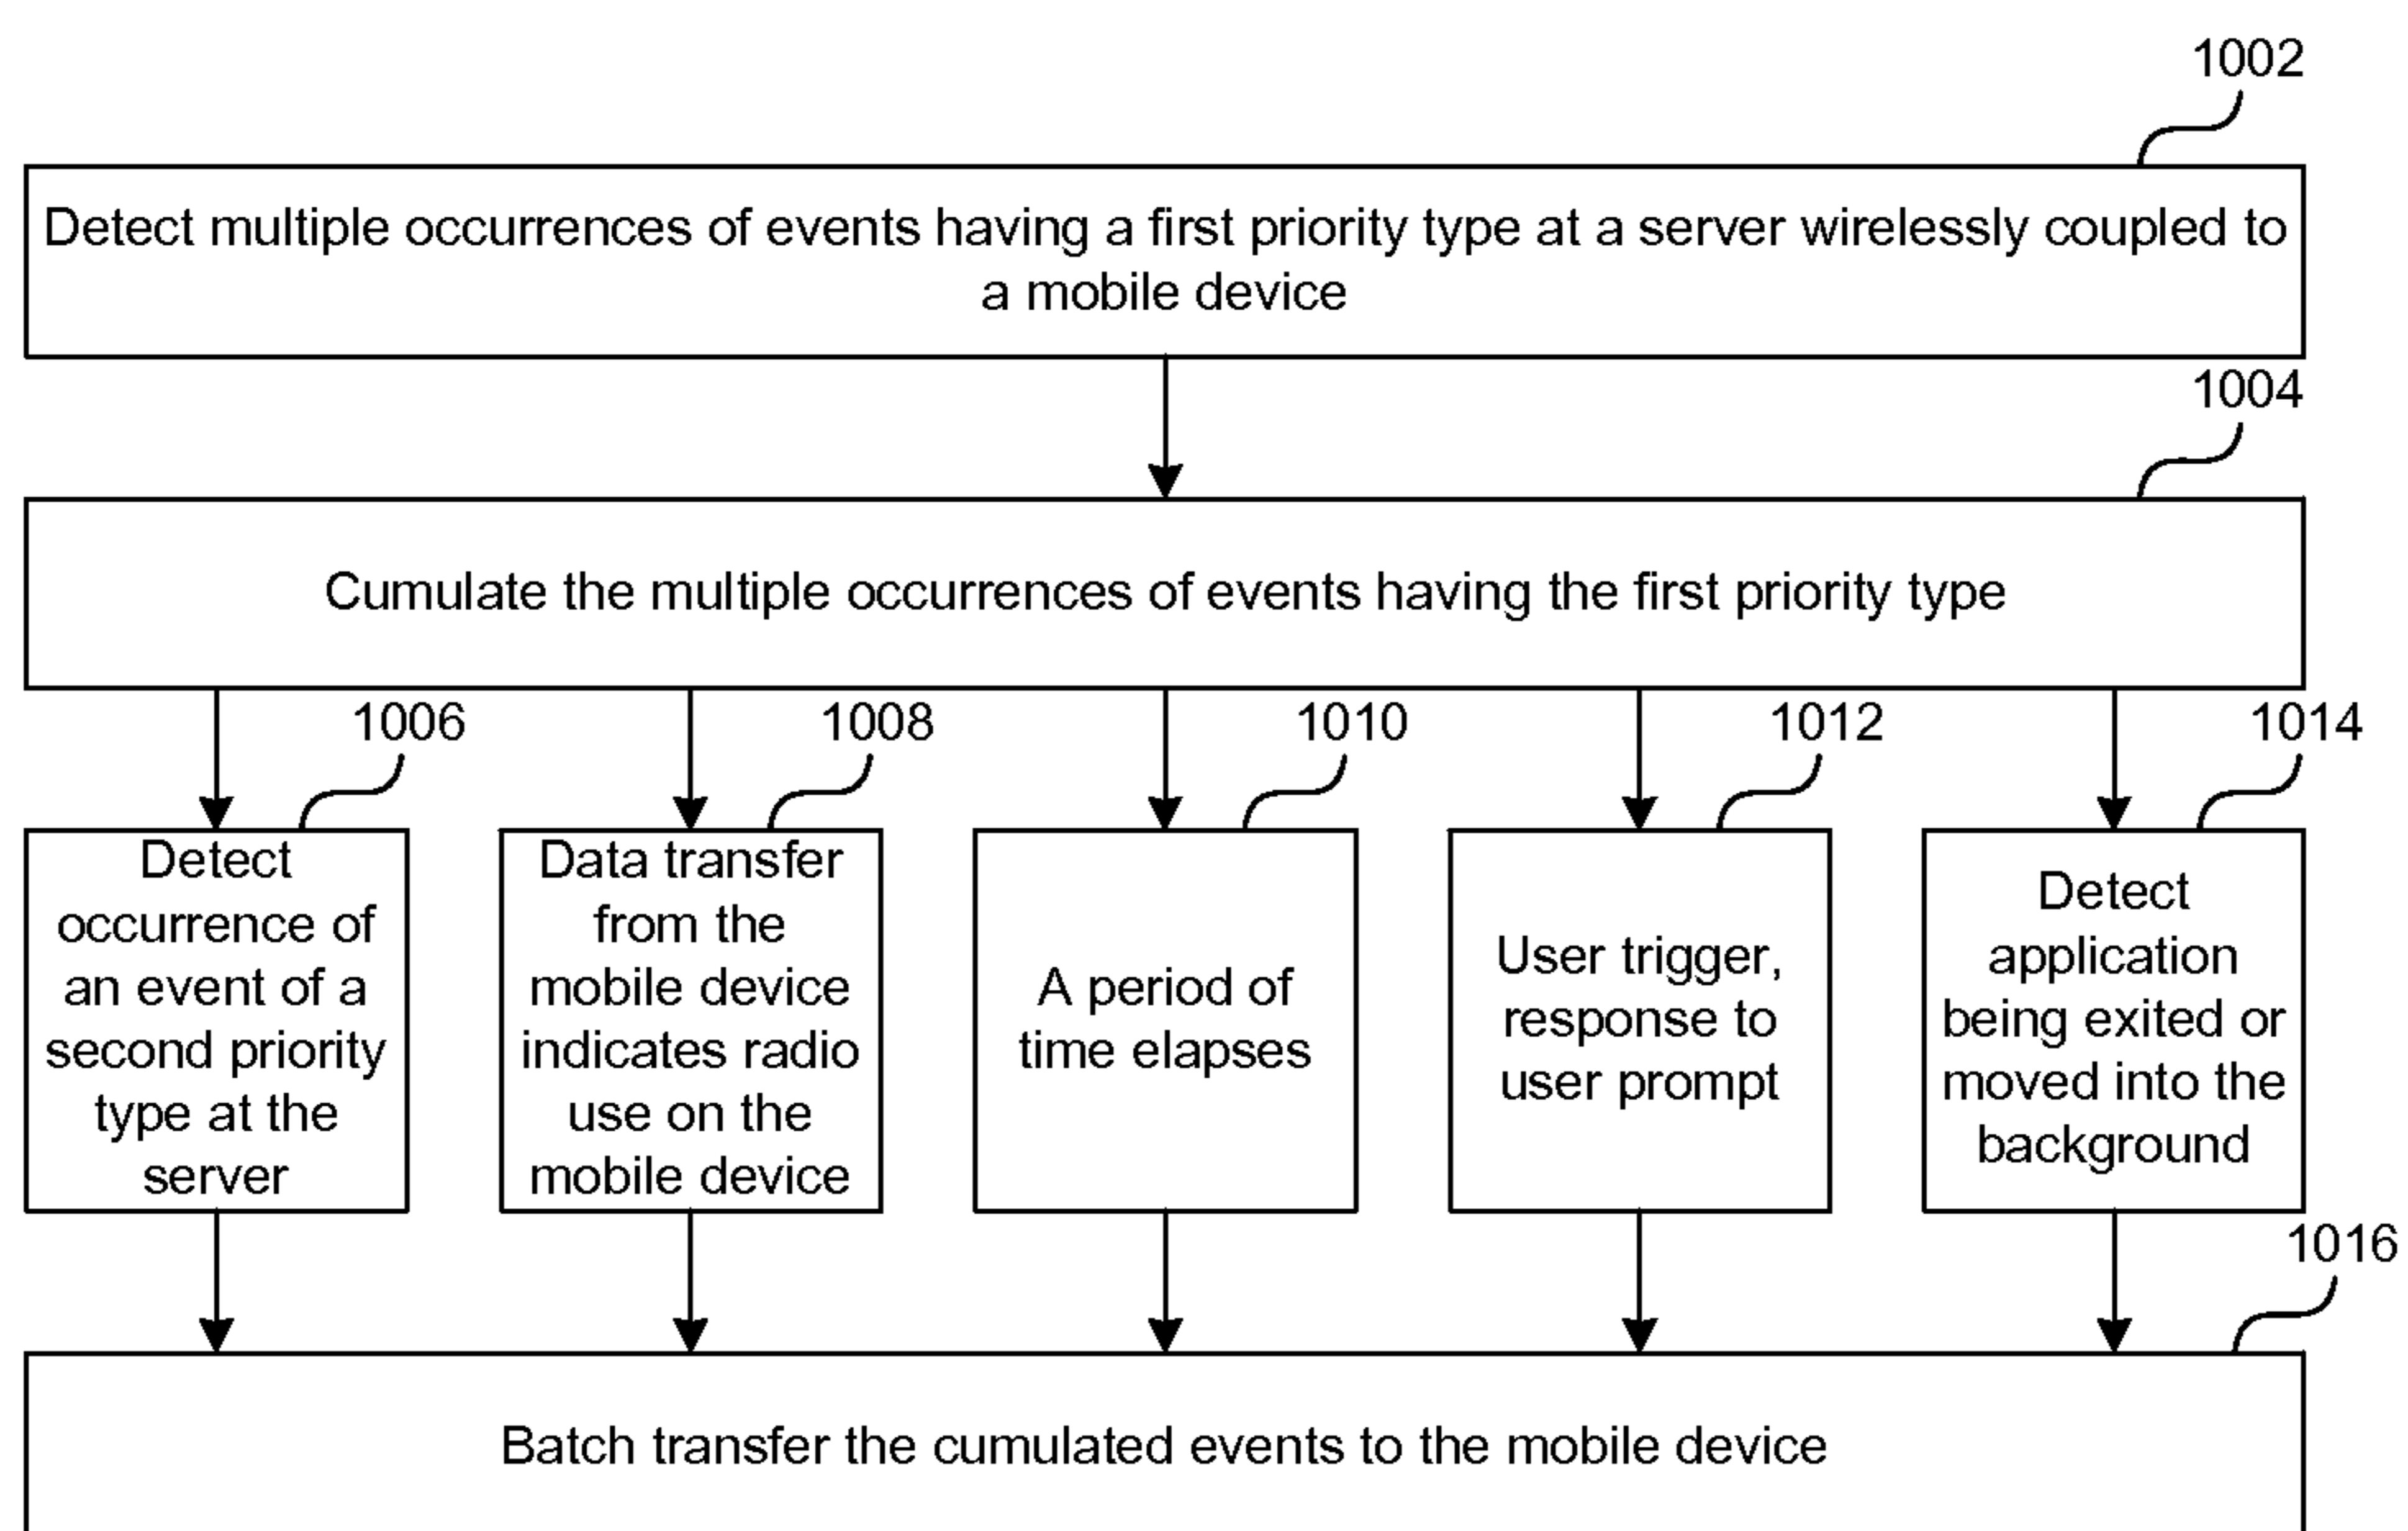 1002
Detect multiple occurrences of events having a first priority type at a server wirelessly coupled to
a mobile device
1004
Cumulate the multiple occurrences of events having the first priority type
1006
Detect
occurrence of
an event of a
second priority
type at the
server
1008
Data transfer
from the
mobile device
indicates radio
use on the
mobile device
1010
A period of
time elapses
1012
User trigger,
response to
user prompt
1014
Detect
application
being exited or
moved into the
background
1016
Batch transfer the cumulated events to the mobile device